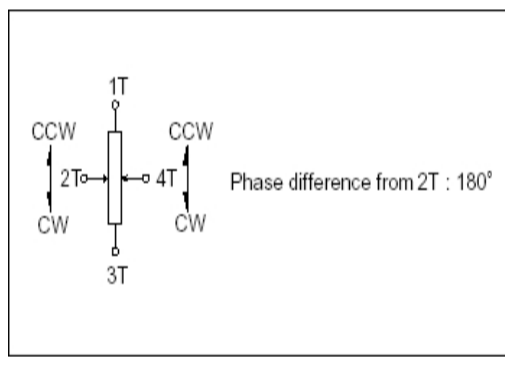 1T
CCW
CCW
2T
4T
Phase difference from 2T : 180°
CW
CW
3T